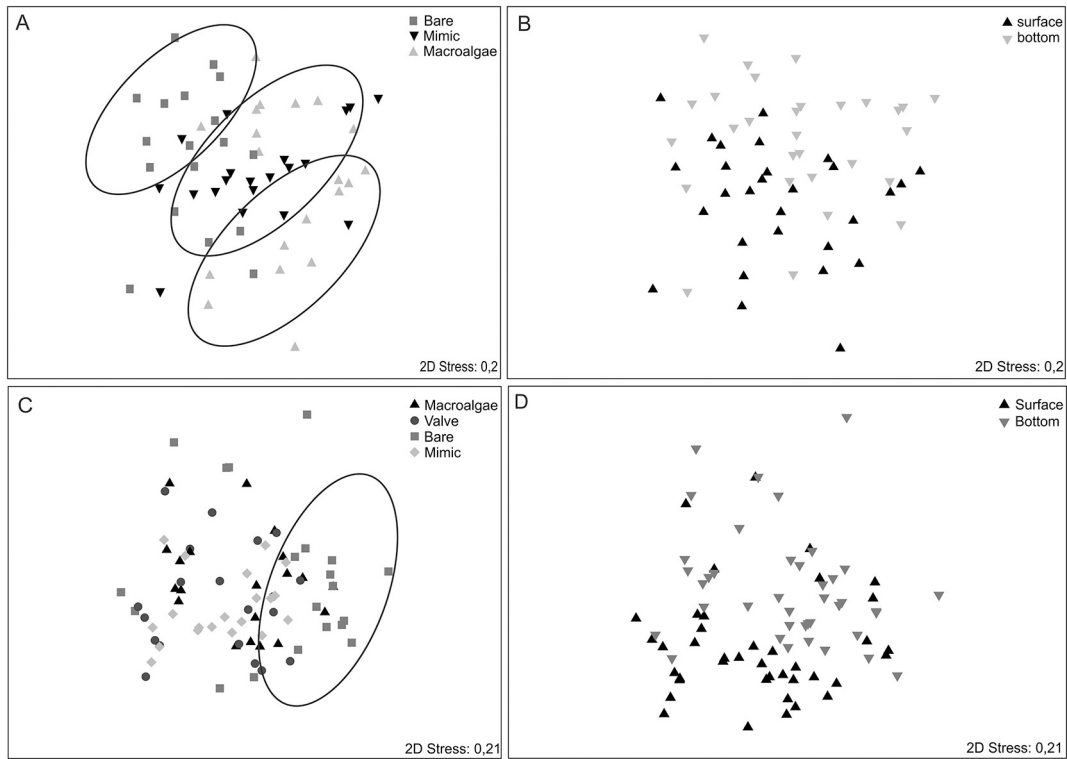 A
Bare
Mimic
Macroalgae
2D Stress: 0,2
B
surface
bottom
2D Stress: 0,2
C
Macroalgae
Valve
Bare
Mimic
2D Stress: 0,21
D
Surface
Bottom
2D Stress: 0,21